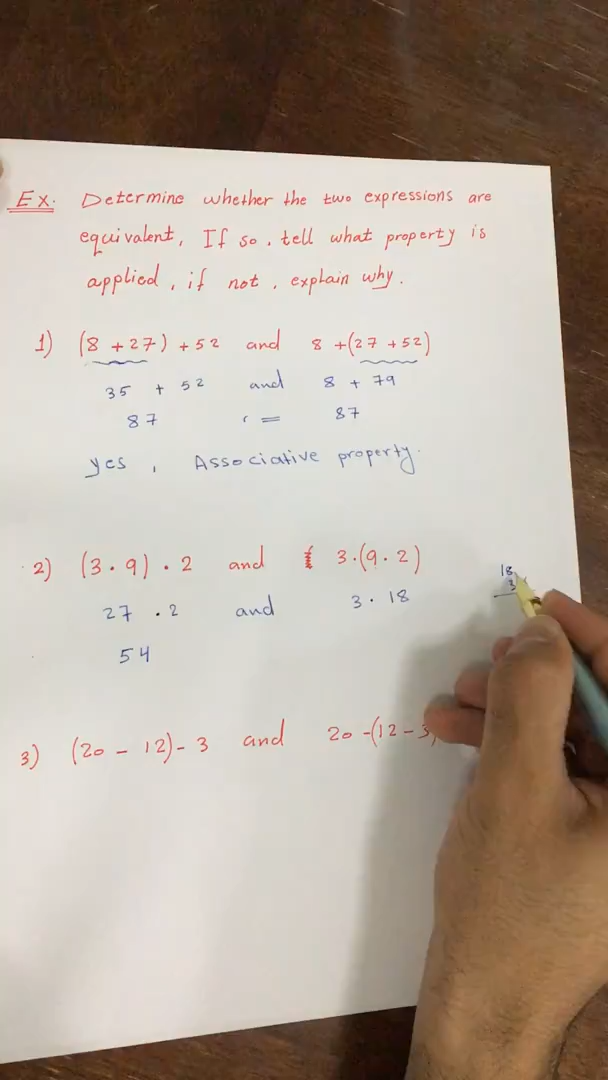 Ex. Determine whether the two expressions are
equivalent, If so, tell what property is
applied, if not, explain why.
1) (8 + 27) + 52 and 8 + (27 + 52)
35 + 52 and 8 + 79
87 = 87
yes, Associative property.
2) (3 · 9) · 2 and 3 · (9 · 2)
27 · 2 and 3 · 18
54
18
3
3) (20 - 12) - 3 and 20 - (12 - 3